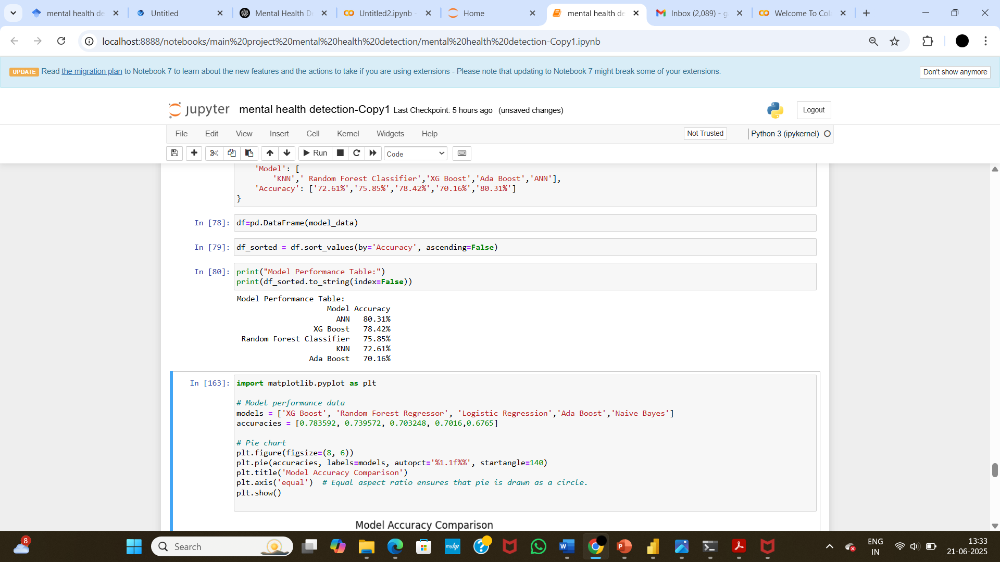 mental health de
Untitled
Mental Health D
Untitled2.ipynb -
Home
mental health de
Inbox (2,089) - g
Welcome To Col
localhost:8888/notebooks/main%20project%20mental%20health%20detection/mental%20health%20detection-Copy1.ipynb
UPDATE Read the migration plan to Notebook 7 to learn about the new features and the actions to take if you are using extensions - Please note that updating to Notebook 7 might break some of your extensions.
Don't show anymore
jupyter mental health detection-Copy1 Last Checkpoint: 5 hours ago (unsaved changes)
Logout
File Edit View Insert Cell Kernel Widgets Help
Not Trusted
Python 3 (ipykernel)
Run
Code
'Model': [
'KNN',' Random Forest Classifier','XG Boost','Ada Boost','ANN'],
'Accuracy': ['72.61%','75.85%','78.42%','70.16%','80.31%']
}
In [78]: df=pd.DataFrame(model_data)
In [79]: df_sorted = df.sort_values(by='Accuracy', ascending=False)
In [80]: print("Model Performance Table:")
print(df_sorted.to_string(index=False))
Model Performance Table:
Model Accuracy
ANN 80.31%
XG Boost 78.42%
Random Forest Classifier 75.85%
KNN 72.61%
Ada Boost 70.16%
In [163]: import matplotlib.pyplot as plt
# Model performance data
models = ['XG Boost', 'Random Forest Regressor', 'Logistic Regression','Ada Boost','Naive Bayes']
accuracies = [0.783592, 0.739572, 0.703248, 0.7016,0.6765]
# Pie chart
plt.figure(figsize=(8, 6))
plt.pie(accuracies, labels=models, autopct='%1.1f%%', startangle=140)
plt.title('Model Accuracy Comparison')
plt.axis('equal')  # Equal aspect ratio ensures that pie is drawn as a circle.
plt.show()
Model Accuracy Comparison
8
Search
myhp
W
P
ENG
IN
13:33
21-06-2025